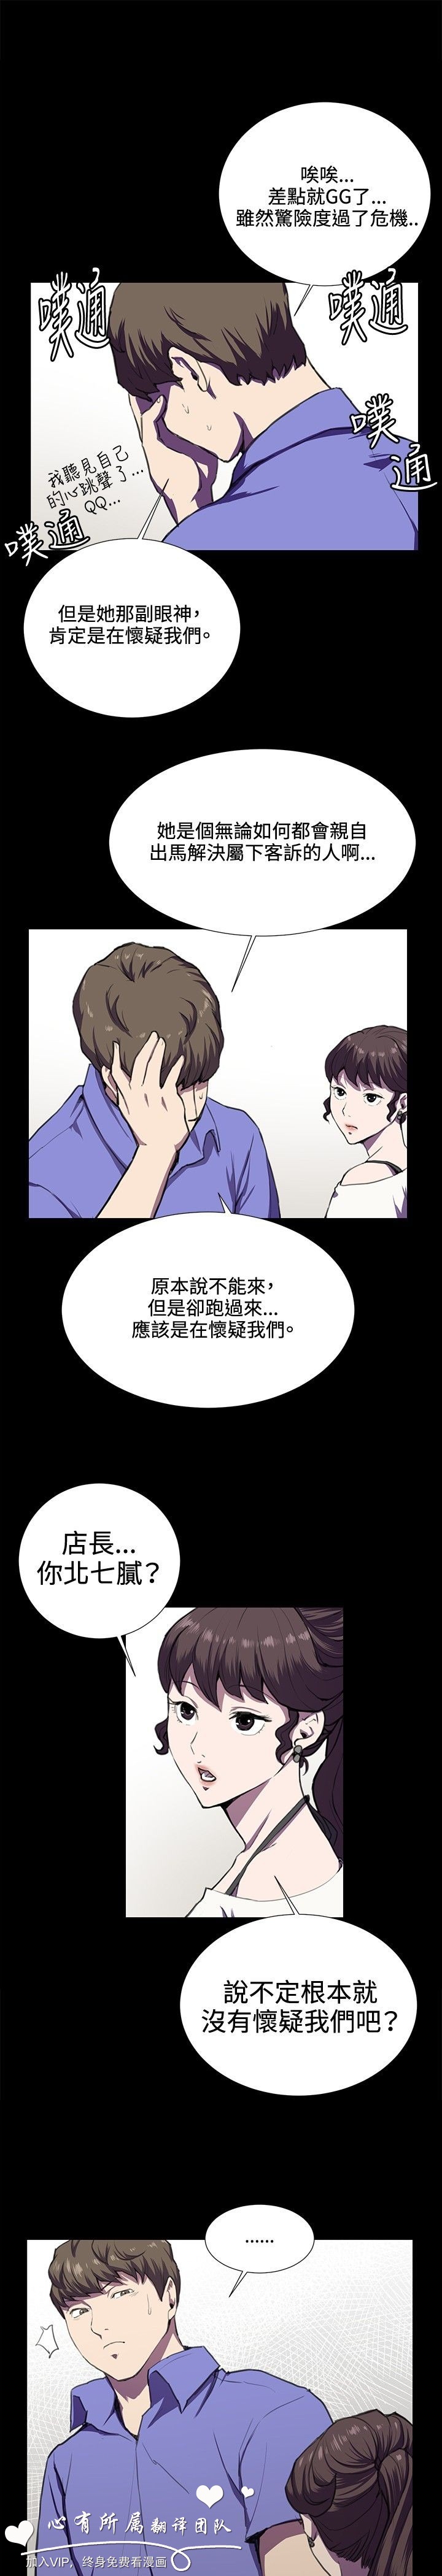 唉唉...
差點就GG了...
雖然驚險度過了危機..
噗通
噗通
噗通
我聽見自己
的心跳聲了...
QQ...
噗通
但是她那副眼神，
肯定是在懷疑我們。
她是個無論如何都會親自
出馬解決屬下客訴的人啊...
原本說不能來，
但是卻跑過來...
應該是在懷疑我們。
店長...
你北七膩？
說不定根本就
沒有懷疑我們吧？
......
心有所属翻译团队
加入VIP，终身免费看漫画